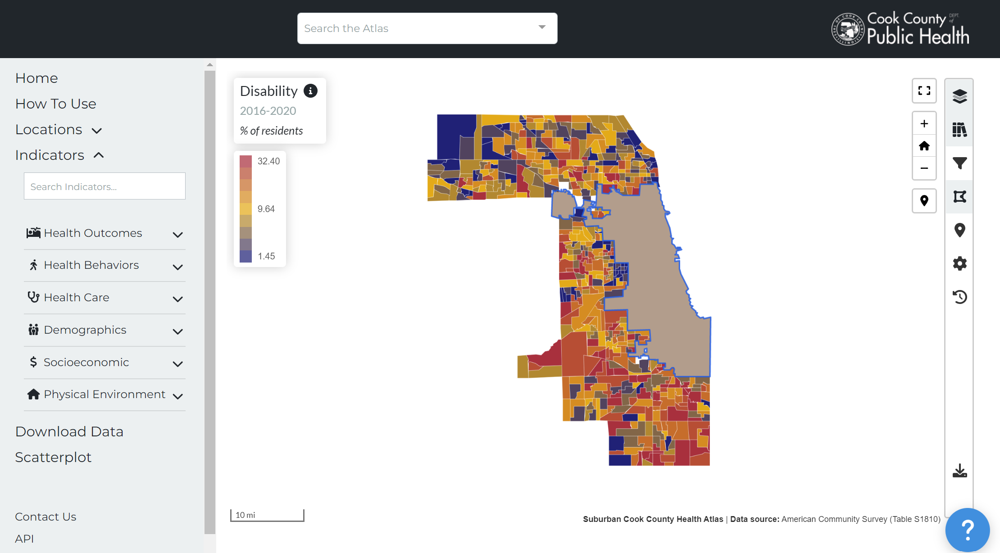 Search the Atlas
Cook County DEPT. of
Public Health
Home
How To Use
Locations
Indicators
Search Indicators...
Health Outcomes
Health Behaviors
Health Care
Demographics
Socioeconomic
Physical Environment
Download Data
Scatterplot
Contact Us
API
Disability
2016-2020
% of residents
32.40
9.64
1.45
10 mi
Suburban Cook County Health Atlas | Data source: American Community Survey (Table S1810)
?